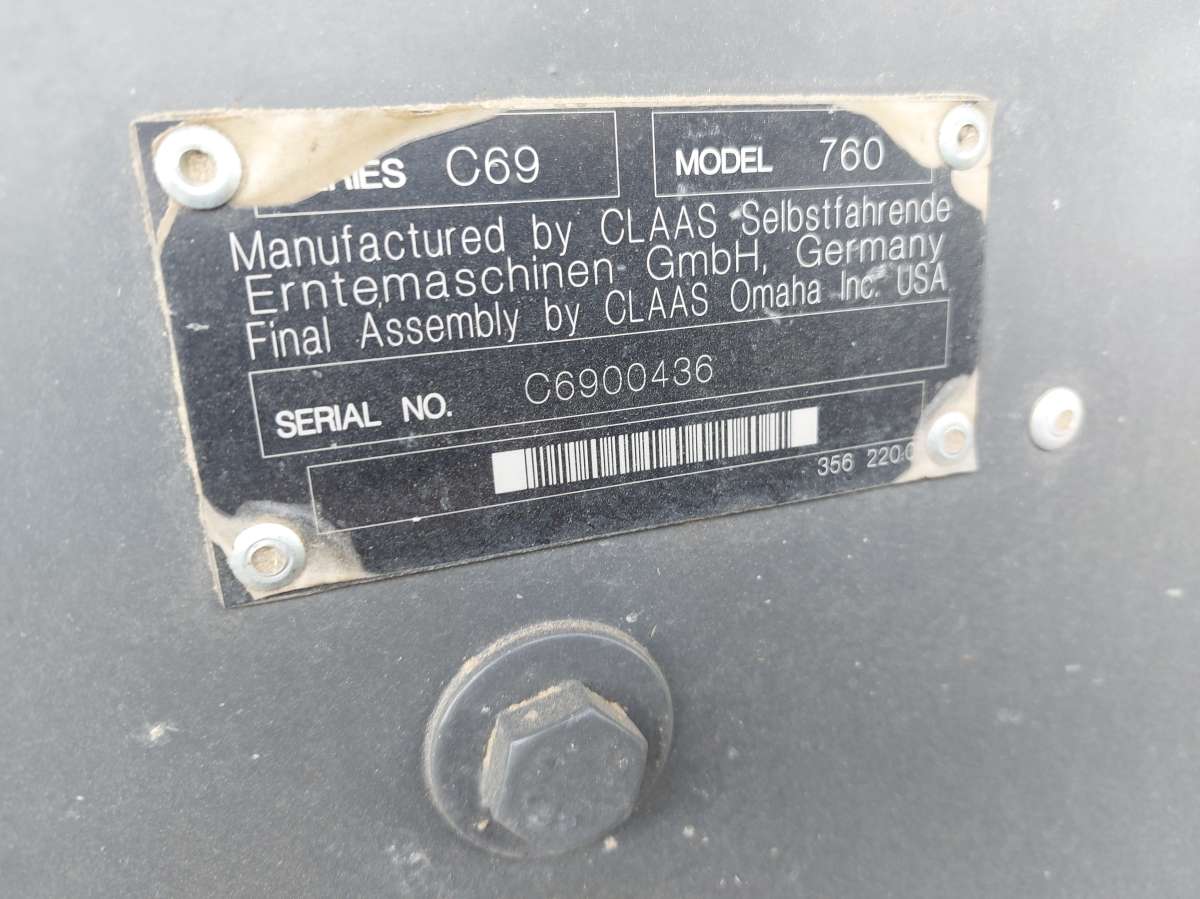 C69
MODEL 760
Manufactured by CLAAS Selbstfahrende
Erntemaschinen GmbH, Germany
Final Assembly by CLAAS Omaha Inc. USA
SERIAL NO. C6900436
356